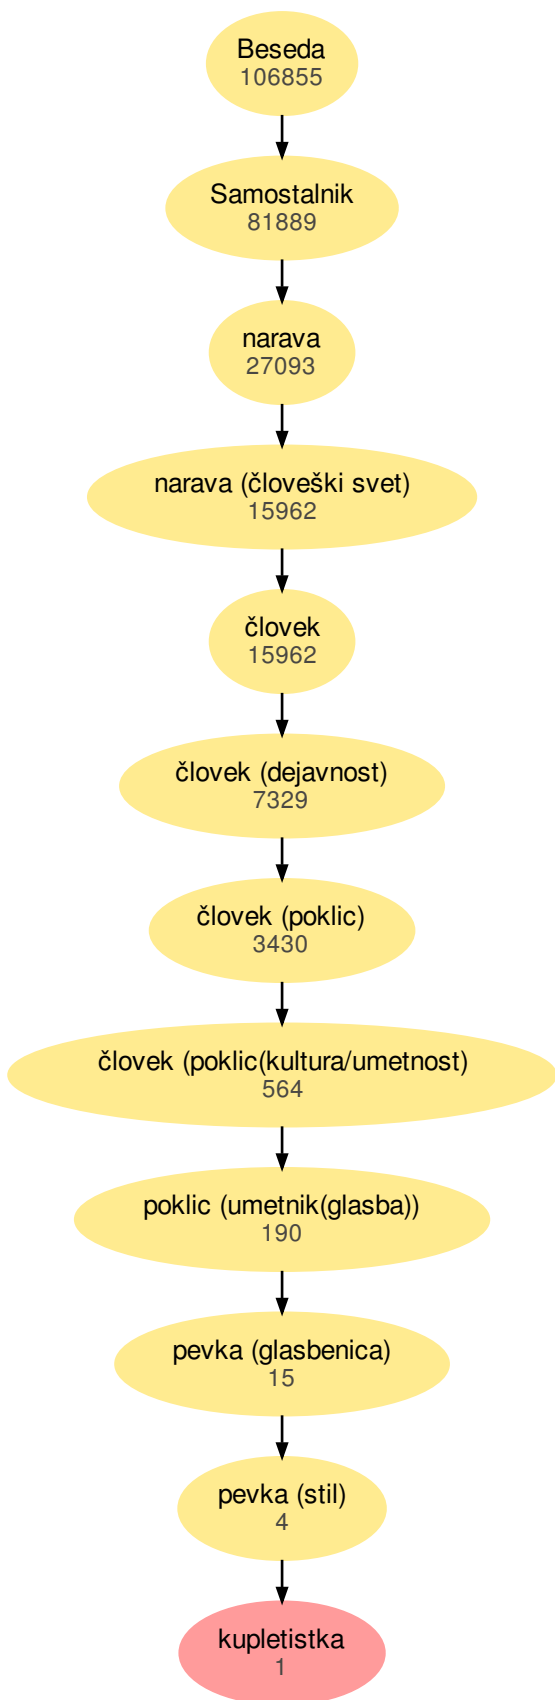 Beseda
106855
Samostalnik
81889
narava
27093
narava (človeški svet)
15962
človek
15962
človek (dejavnost)
7329
človek (poklic)
3430
človek (poklic(kultura/umetnost)
564
poklic (umetnik(glasba))
190
pevka (glasbenica)
15
pevka (stil)
4
kupletistka
1